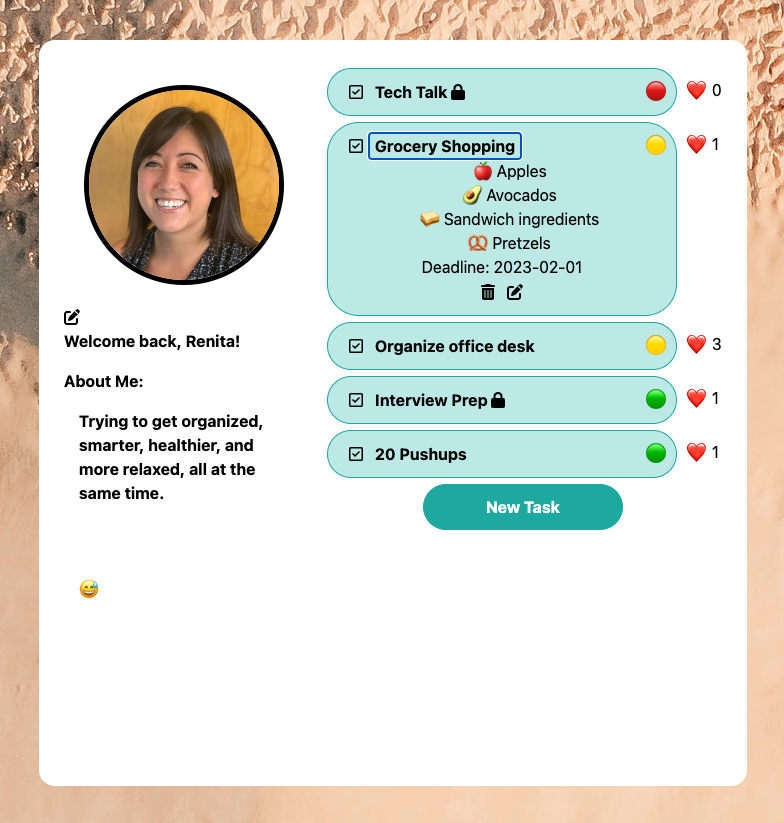 Welcome back, Renita!
About Me:
Trying to get organized,
smarter, healthier, and
more relaxed, all at the
same time.
Tech Talk
0
Grocery Shopping
1
Apples
Avocados
Sandwich ingredients
Pretzels
Deadline: 2023-02-01
Organize office desk
3
Interview Prep
1
20 Pushups
1
New Task